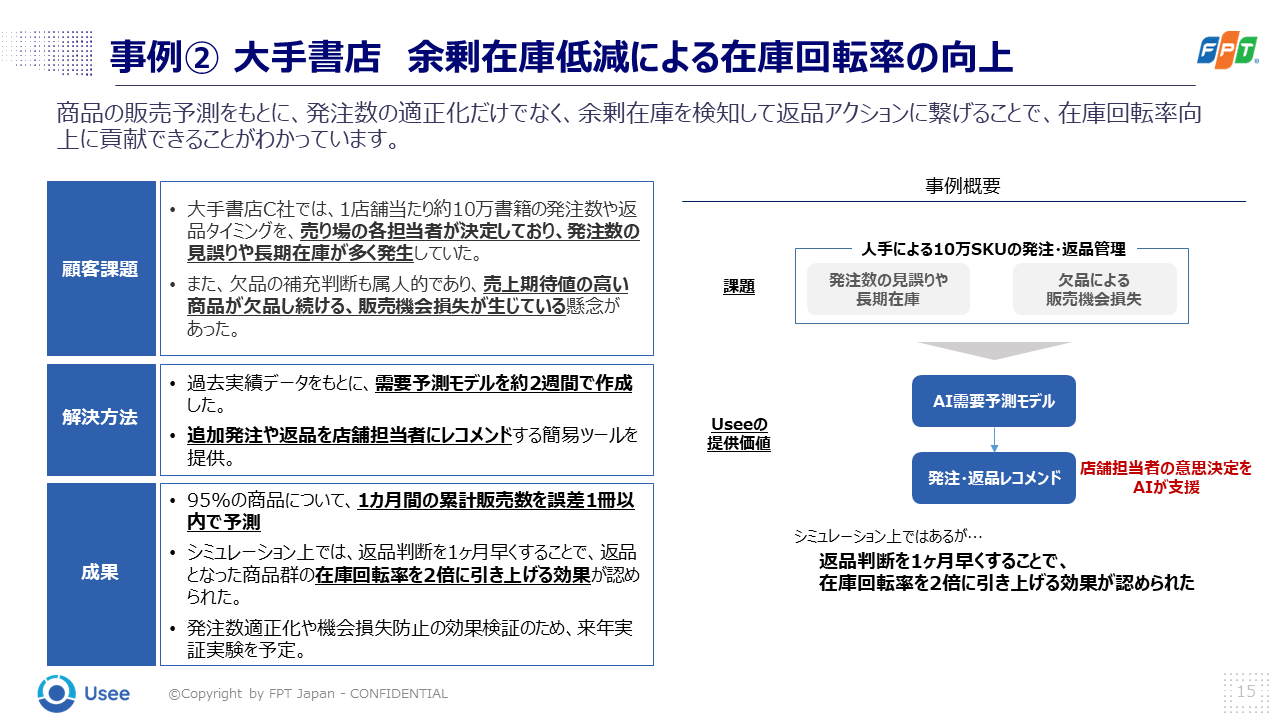 事例② 大手書店 余剰在庫低減による在庫回転率の向上
FPT
商品の販売予測をもとに、発注数の適正化だけでなく、余剰在庫を検知して返品アクションに繋げることで、在庫回転率向
上に貢献できることがわかっています。
顧客課題
• 大手書店C社では、1店舗当たり約10万書籍の発注数や返
品タイミングを、売り場の各担当者が決定しており、発注数の
見誤りや長期在庫が多く発生していた。
• また、欠品の補充判断も属人的であり、売上期待値の高い
商品が欠品し続ける、販売機会損失が生じている懸念が
あった。
解決方法
• 過去実績データをもとに、需要予測モデルを約2週間で作成
した。
• 追加発注や返品を店舗担当者にレコメンドする簡易ツールを
提供。
成果
• 95%の商品について、1カ月間の累計販売数を誤差1冊以
内で予測
• シミュレーション上では、返品判断を1ヶ月早くすることで、返品
となった商品群の在庫回転率を2倍に引き上げる効果が認め
られた。
• 発注数適正化や機会損失防止の効果検証のため、来年実
証実験を予定。
事例概要
課題
人手による10万SKUの発注・返品管理
発注数の見誤りや
長期在庫
欠品による
販売機会損失
Useeの
提供価値
AI需要予測モデル
発注・返品レコメンド
店舗担当者の意思決定を
AIが支援
シミュレーション上ではあるが…
返品判断を1ヶ月早くすることで、
在庫回転率を2倍に引き上げる効果が認められた
Usee
©Copyright by FPT Japan - CONFIDENTIAL
15